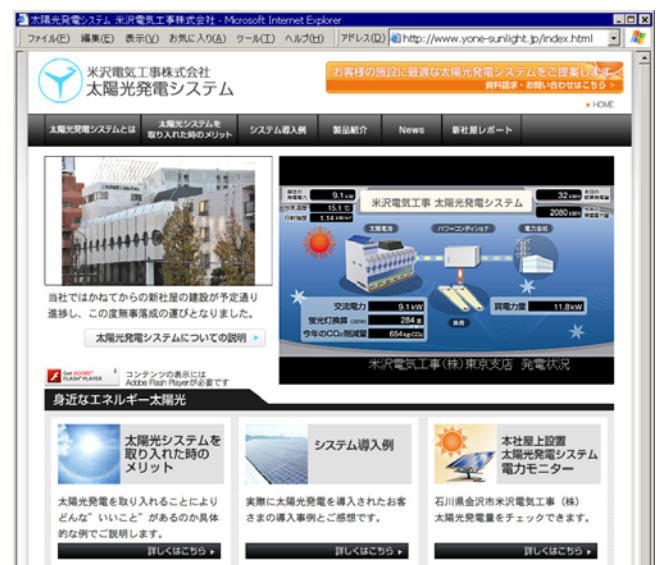 太陽光発電システム 米沢電気工事株式会社 - Microsoft Internet Explorer
ファイル(F) 編集(E) 表示(V) お気に入り(A) ツール(T) ヘルプ(H) アドレス(D) http://www.yone-sunlight.jp/index.html
米沢電気工事株式会社
太陽光発電システム
お客様の施設に最適な太陽光発電システムをご提案します
資料請求・お問い合わせはこちら
HOME
太陽光発電システムとは 太陽光システムを取り入れた時のメリット システム導入例 製品紹介 News 新社屋レポート
9.1 kW
15.1 ℃
1.14
米沢電気工事 太陽光発電システム
32 kWh
2080 kWh
太陽電池 パワーコンディショナ 電力会社
交流電力 9.1 kW
蛍光灯換算 284 本
今年のCO₂削減量 654 kg-CO₂
負荷
買電力量 11.8kW
米沢電気工事(株)東京支店 発電状況
当社ではかねてからの新社屋の建設が予定通り
進捗し、この度無事落成の運びとなりました。
太陽光発電システムについての説明
Get ADOBE FLASH PLAYER
コンテンツの表示には
Adobe Flash Playerが必要です
身近なエネルギー太陽光
太陽光システムを
取り入れた時の
メリット
太陽光発電を取り入れることにより
どんな”いいこと”があるのか具体
的な例でご説明します。
詳しくはこちら
システム導入例
実際に太陽光発電を導入されたお客
さまの導入事例とご感想です。
詳しくはこちら
本社屋上設置
太陽光発電システム
電力モニター
石川県金沢市米沢電気工事（株）
太陽光発電量をチェックできます。
詳しくはこちら